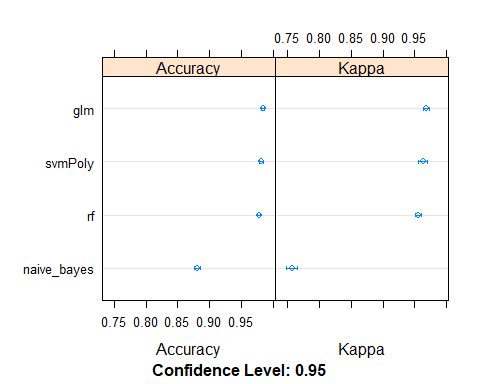 0.75 0.80 0.85 0.90 0.95
Accuracy Kappa
glm
svmPoly
rf
naive_bayes
0.75 0.80 0.85 0.90 0.95
Accuracy Kappa
Confidence Level: 0.95